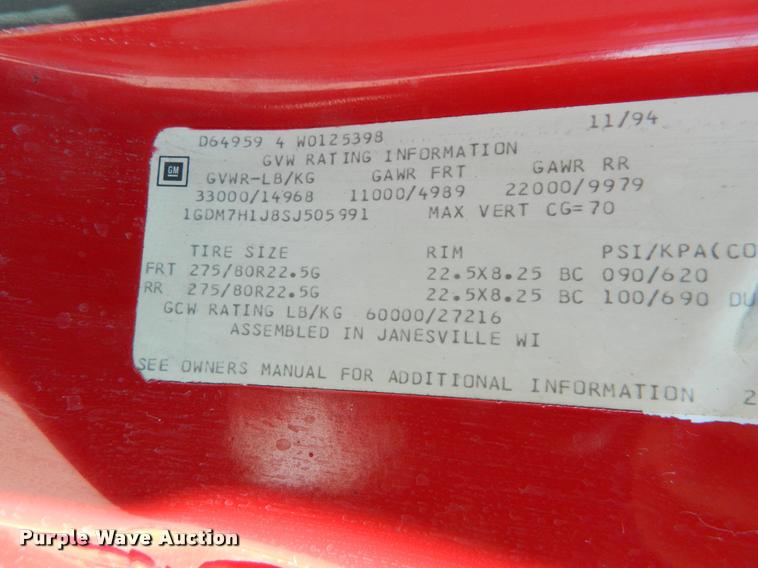 11/94
D64959 4 W0125398
GM
GVW RATING INFORMATION
GVWR-LB/KG GAWR FRT GAWR RR
33000/14968 11000/4989 22000/9979
1GDM7H1J8SJ505991 MAX VERT CG=70
TIRE SIZE RIM PSI/KPA(CO
FRT 275/80R22.5G 22.5X8.25 BC 090/620
RR 275/80R22.5G 22.5X8.25 BC 100/690 DU
GCW RATING LB/KG 60000/27216
ASSEMBLED IN JANESVILLE WI
SEE OWNERS MANUAL FOR ADDITIONAL INFORMATION 2
Purple Wave Auction